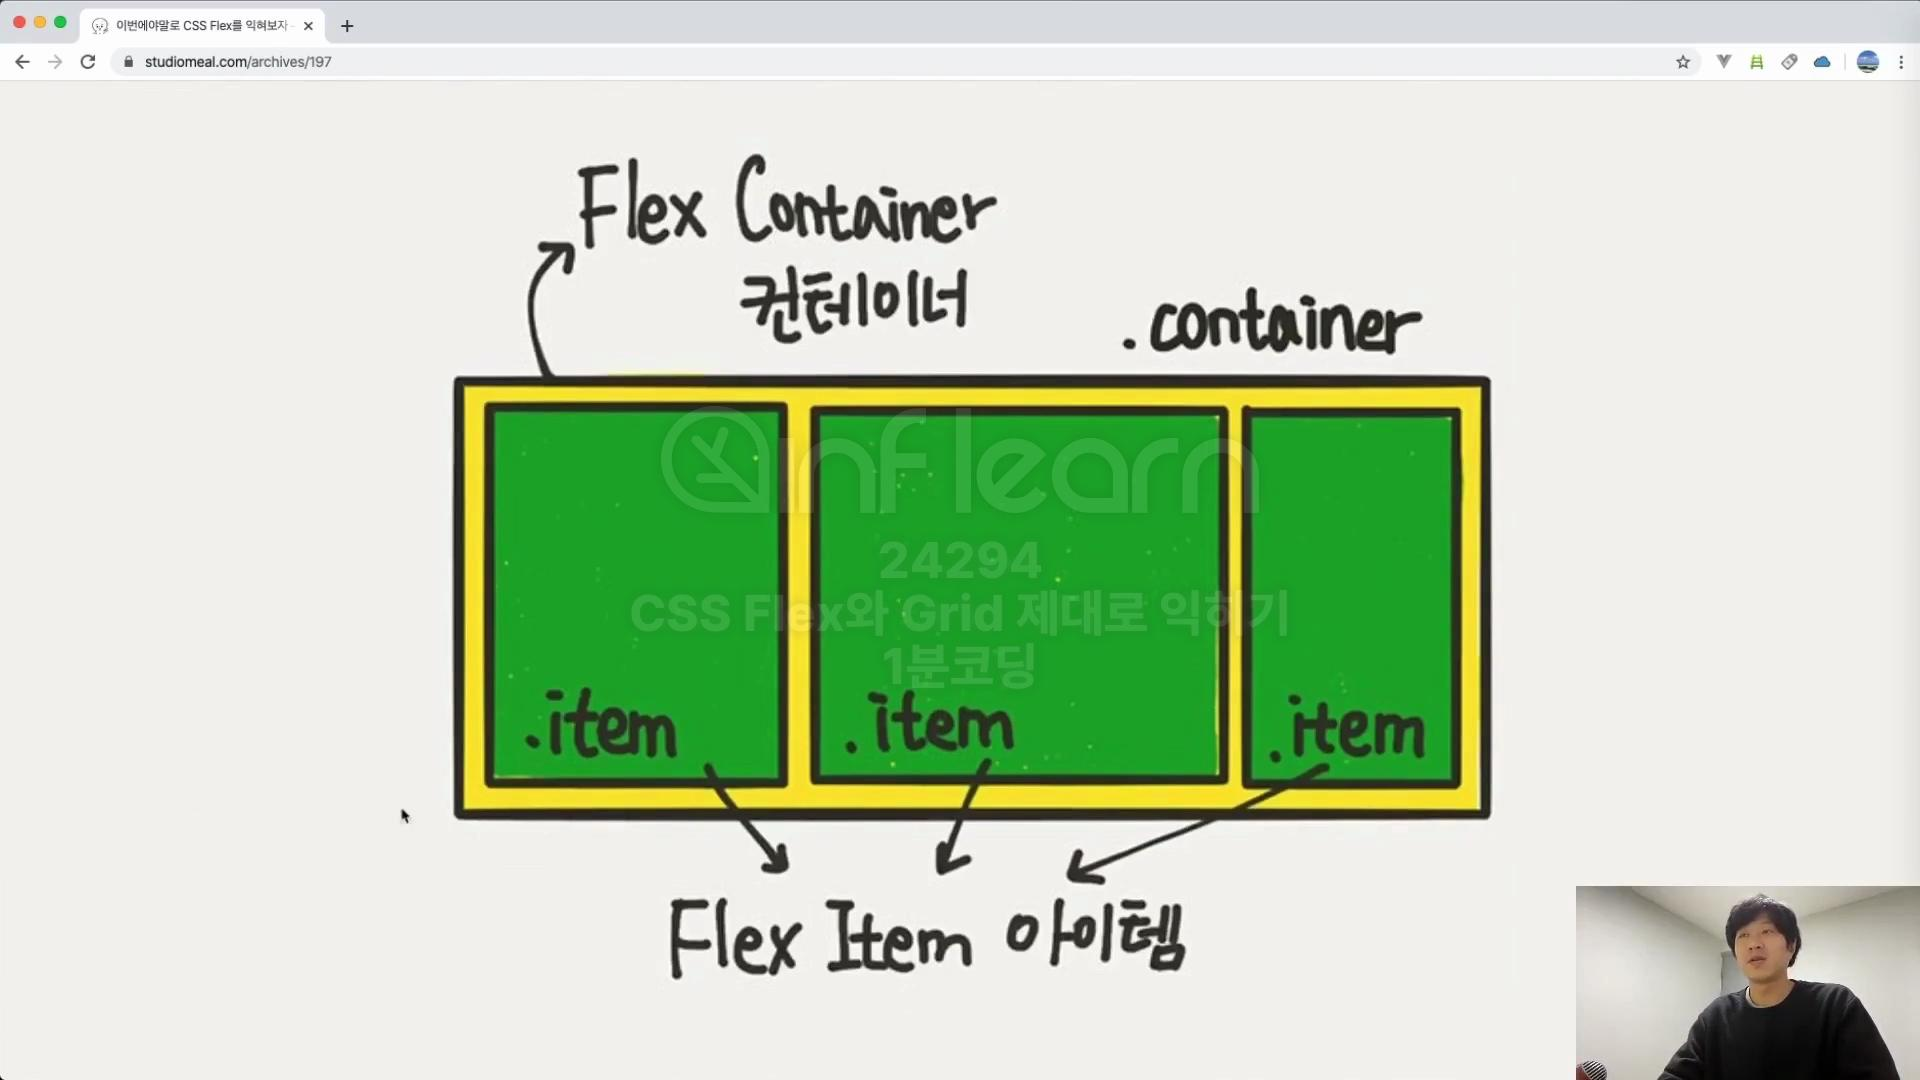 이번에야말로 CSS Flex를 익혀보자
studiomeal.com/archives/197
Flex Container
컨테이너
.container
inflearn
24294
CSS Flex와 Grid 제대로 익히기
1분코딩
.item
.item
.item
Flex Item 아이템